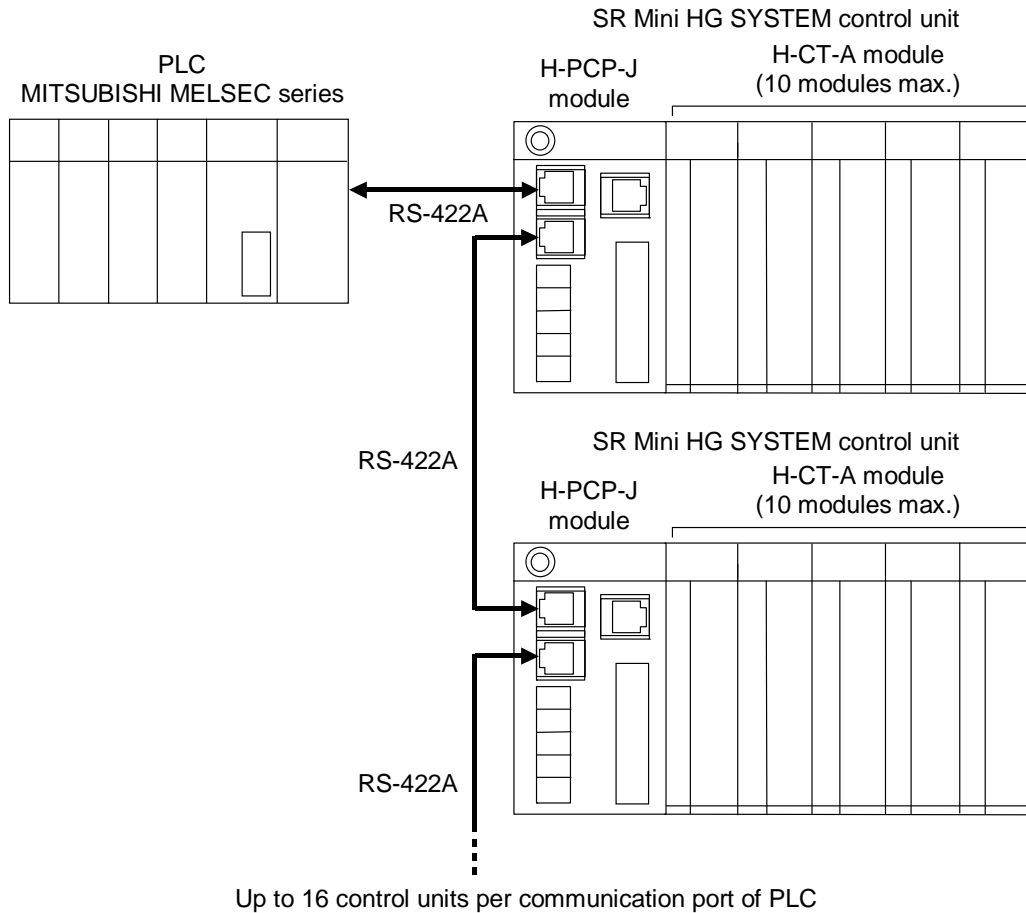 SR Mini HG SYSTEM control unit
PLC
MITSUBISHI MELSEC series
H-PCP-J
module
H-CT-A module
(10 modules max.)
RS-422A
RS-422A
SR Mini HG SYSTEM control unit
H-PCP-J
module
H-CT-A module
(10 modules max.)
RS-422A
Up to 16 control units per communication port of PLC